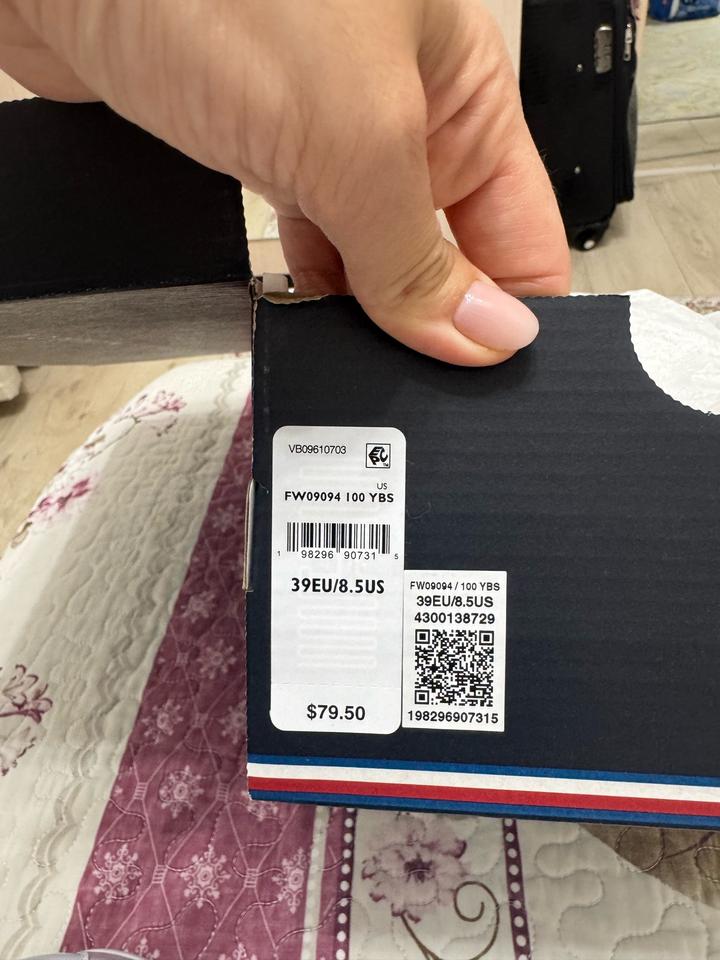 VB09610703
US
FW09094 100 YBS
1 98296 90731 5
39EU/8.5US
$79.50
FW09094 / 100 YBS
39EU/8.5US
4300138729
198296907315